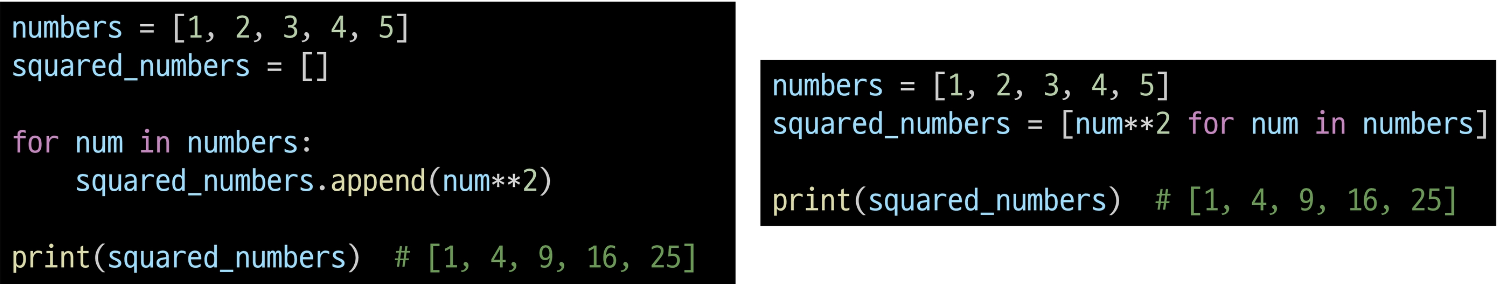 numbers = [1, 2, 3, 4, 5]
squared_numbers = []
for num in numbers:
    squared_numbers.append(num**2)
print(squared_numbers)  # [1, 4, 9, 16, 25]
numbers = [1, 2, 3, 4, 5]
squared_numbers = [num**2 for num in numbers]
print(squared_numbers)  # [1, 4, 9, 16, 25]